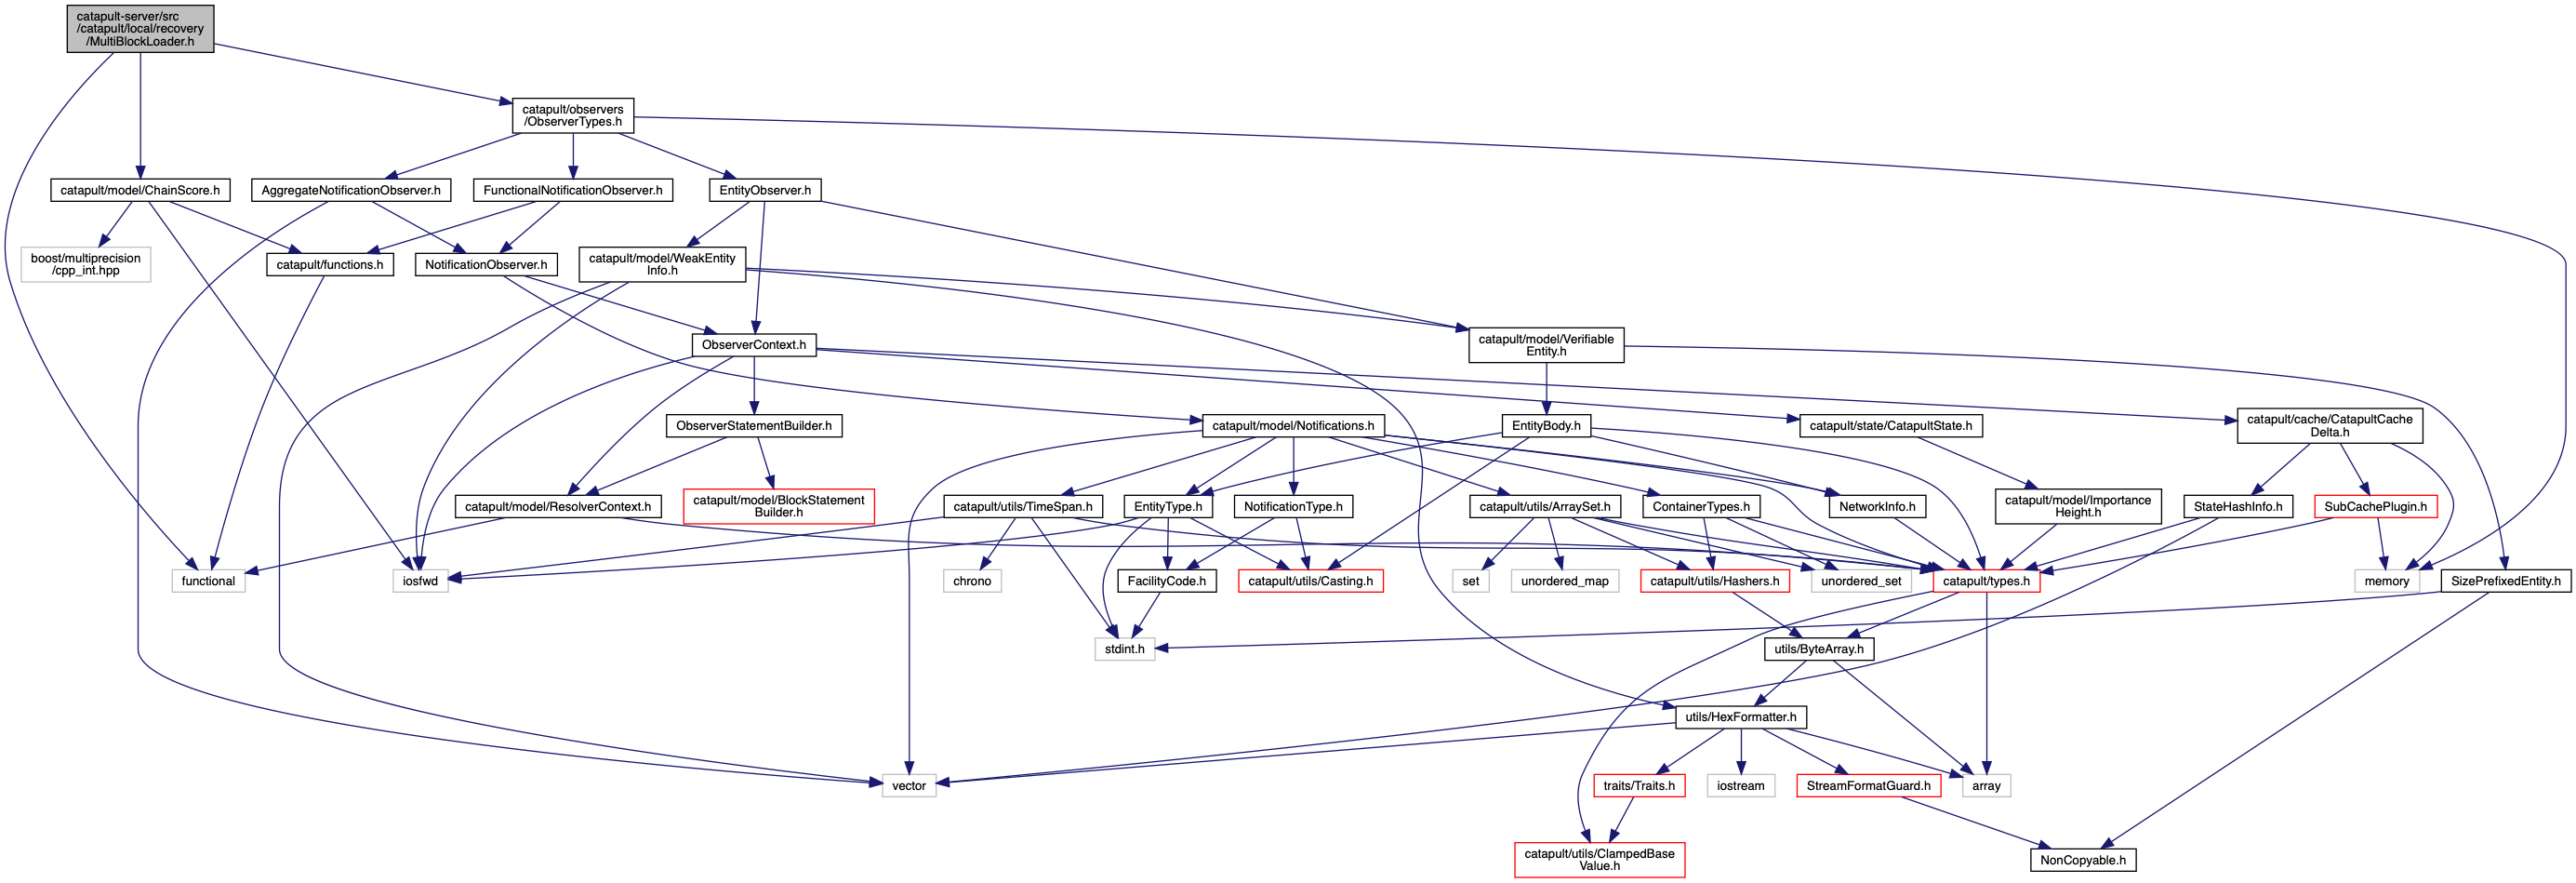 catapult-server/src
/catapult/local/recovery
/MultiBlockLoader.h
catapult/observers
/ObserverTypes.h
catapult/model/ChainScore.h
AggregateNotificationObserver.h
FunctionalNotificationObserver.h
EntityObserver.h
boost/multiprecision
/cpp_int.hpp
catapult/functions.h
NotificationObserver.h
catapult/model/WeakEntity
Info.h
ObserverContext.h
catapult/model/Verifiable
Entity.h
ObserverStatementBuilder.h
catapult/model/Notifications.h
EntityBody.h
catapult/state/CatapultState.h
catapult/cache/CatapultCache
Delta.h
catapult/model/ResolverContext.h
catapult/model/BlockStatement
Builder.h
catapult/utils/TimeSpan.h
EntityType.h
NotificationType.h
catapult/utils/ArraySet.h
ContainerTypes.h
NetworkInfo.h
catapult/model/Importance
Height.h
StateHashInfo.h
SubCachePlugin.h
functional
iosfwd
chrono
FacilityCode.h
catapult/utils/Casting.h
set
unordered_map
catapult/utils/Hashers.h
unordered_set
catapult/types.h
memory
SizePrefixedEntity.h
stdint.h
utils/ByteArray.h
utils/HexFormatter.h
vector
traits/Traits.h
iostream
StreamFormatGuard.h
array
catapult/utils/ClampedBase
Value.h
NonCopyable.h